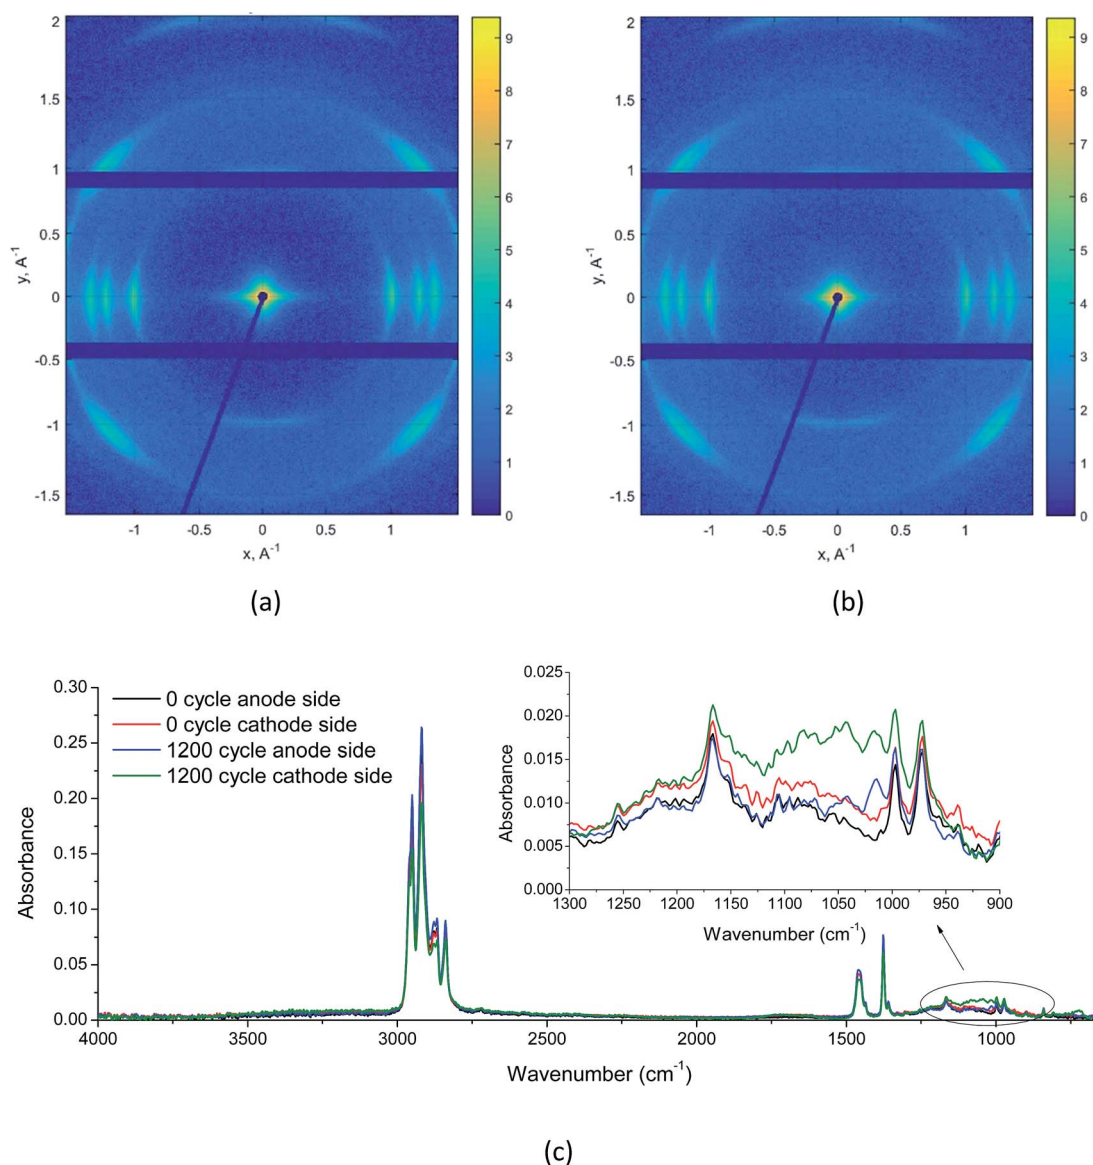 2
1.5
1
0.5
0
-0.5
-1
-1.5
y, A⁻¹
-1 -0.5 0 0.5 1
x, A⁻¹
9
8
7
6
5
4
3
2
1
0
2
1.5
1
0.5
0
-0.5
-1
-1.5
y, A⁻¹
-1 -0.5 0 0.5 1
x, A⁻¹
9
8
7
6
5
4
3
2
1
0
(a)
(b)
0.30
0.25
0.20
0.15
0.10
0.05
0.00
Absorbance
0 cycle anode side
0 cycle cathode side
1200 cycle anode side
1200 cycle cathode side
0.025
0.020
0.015
0.010
0.005
0.000
Absorbance
1300 1250 1200 1150 1100 1050 1000 950 900
Wavenumber (cm⁻¹)
4000 3500 3000 2500 2000 1500 1000
Wavenumber (cm⁻¹)
(c)